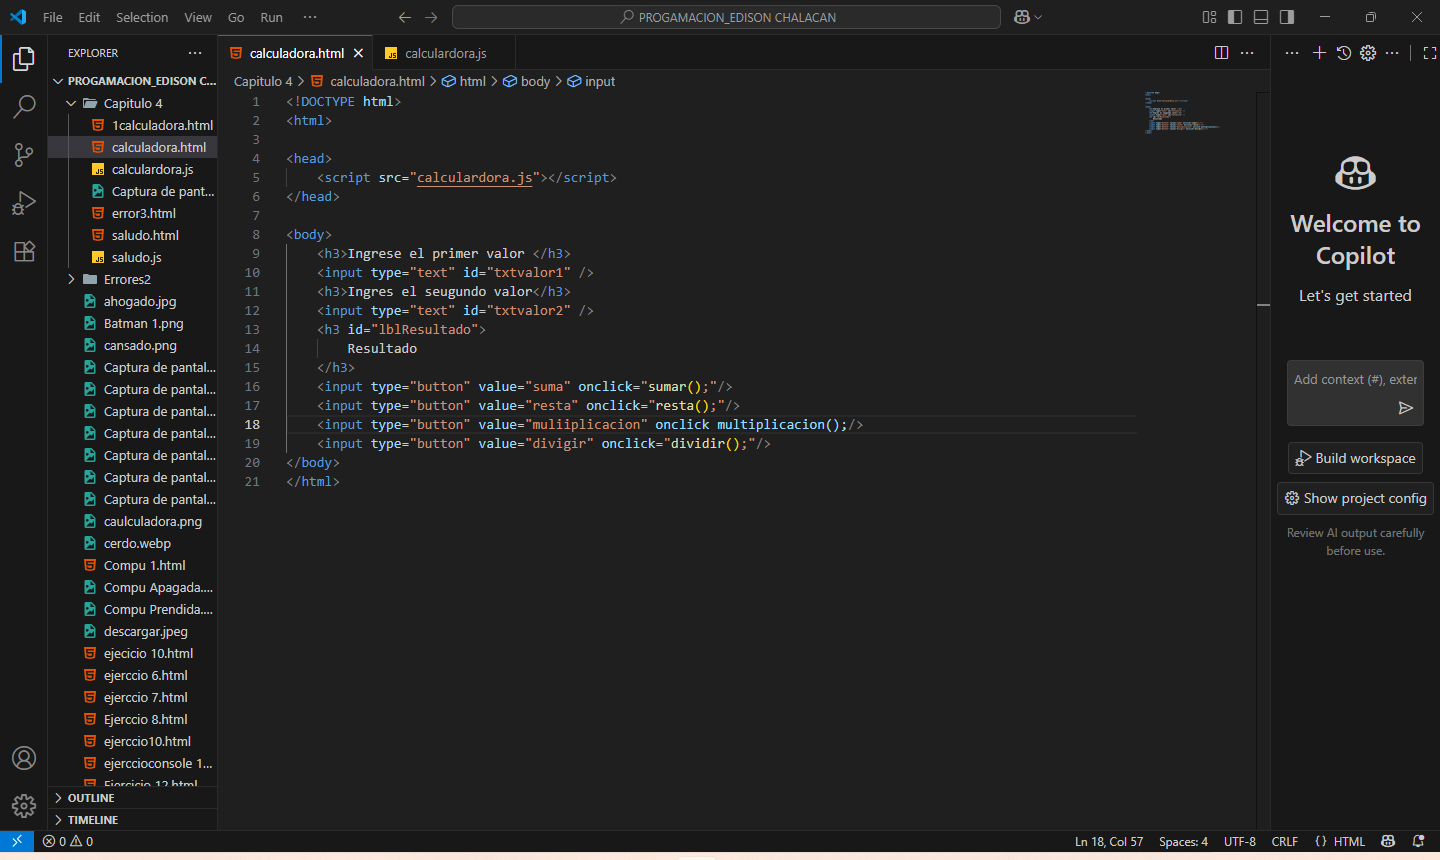 File Edit Selection View Go Run ···
PROGAMACION_EDISON CHALACAN
EXPLORER ···
PROGAMACION_EDISON C...
Capitulo 4
1calculadora.html
calculadora.html
calculardora.js
Captura de pant...
error3.html
saludo.html
saludo.js
Errores2
ahogado.jpg
Batman 1.png
cansado.png
Captura de pantal...
Captura de pantal...
Captura de pantal...
Captura de pantal...
Captura de pantal...
Captura de pantal...
Captura de pantal...
caulculadora.png
cerdo.webp
Compu 1.html
Compu Apagada....
Compu Prendida....
descargar.jpeg
ejecicio 10.html
ejerccio 6.html
ejerccio 7.html
Ejerccio 8.html
ejerccio10.html
ejerccioconsole 1...
Ejercicio 12.html
OUTLINE
TIMELINE
calculadora.html
calculardora.js
Capitulo 4 > calculadora.html > html > body > input
1 <!DOCTYPE html>
2 <html>
3
4 <head>
5 <script src="calculardora.js"></script>
6 </head>
7
8 <body>
9 <h3>Ingrese el primer valor </h3>
10 <input type="text" id="txtvalor1" />
11 <h3>Ingres el seugundo valor</h3>
12 <input type="text" id="txtvalor2" />
13 <h3 id="lblResultado">
14 Resultado
15 </h3>
16 <input type="button" value="suma" onclick="sumar();"/>
17 <input type="button" value="resta" onclick="resta();"/>
18 <input type="button" value="muliiplicacion" onclick multiplicacion();/>
19 <input type="button" value="divigir" onclick="dividir();"/>
20 </body>
21 </html>
Welcome to
Copilot
Let's get started
Add context (#), exter
Build workspace
Show project config
Review AI output carefully
before use.
0 0
Ln 18, Col 57 Spaces: 4 UTF-8 CRLF {} HTML